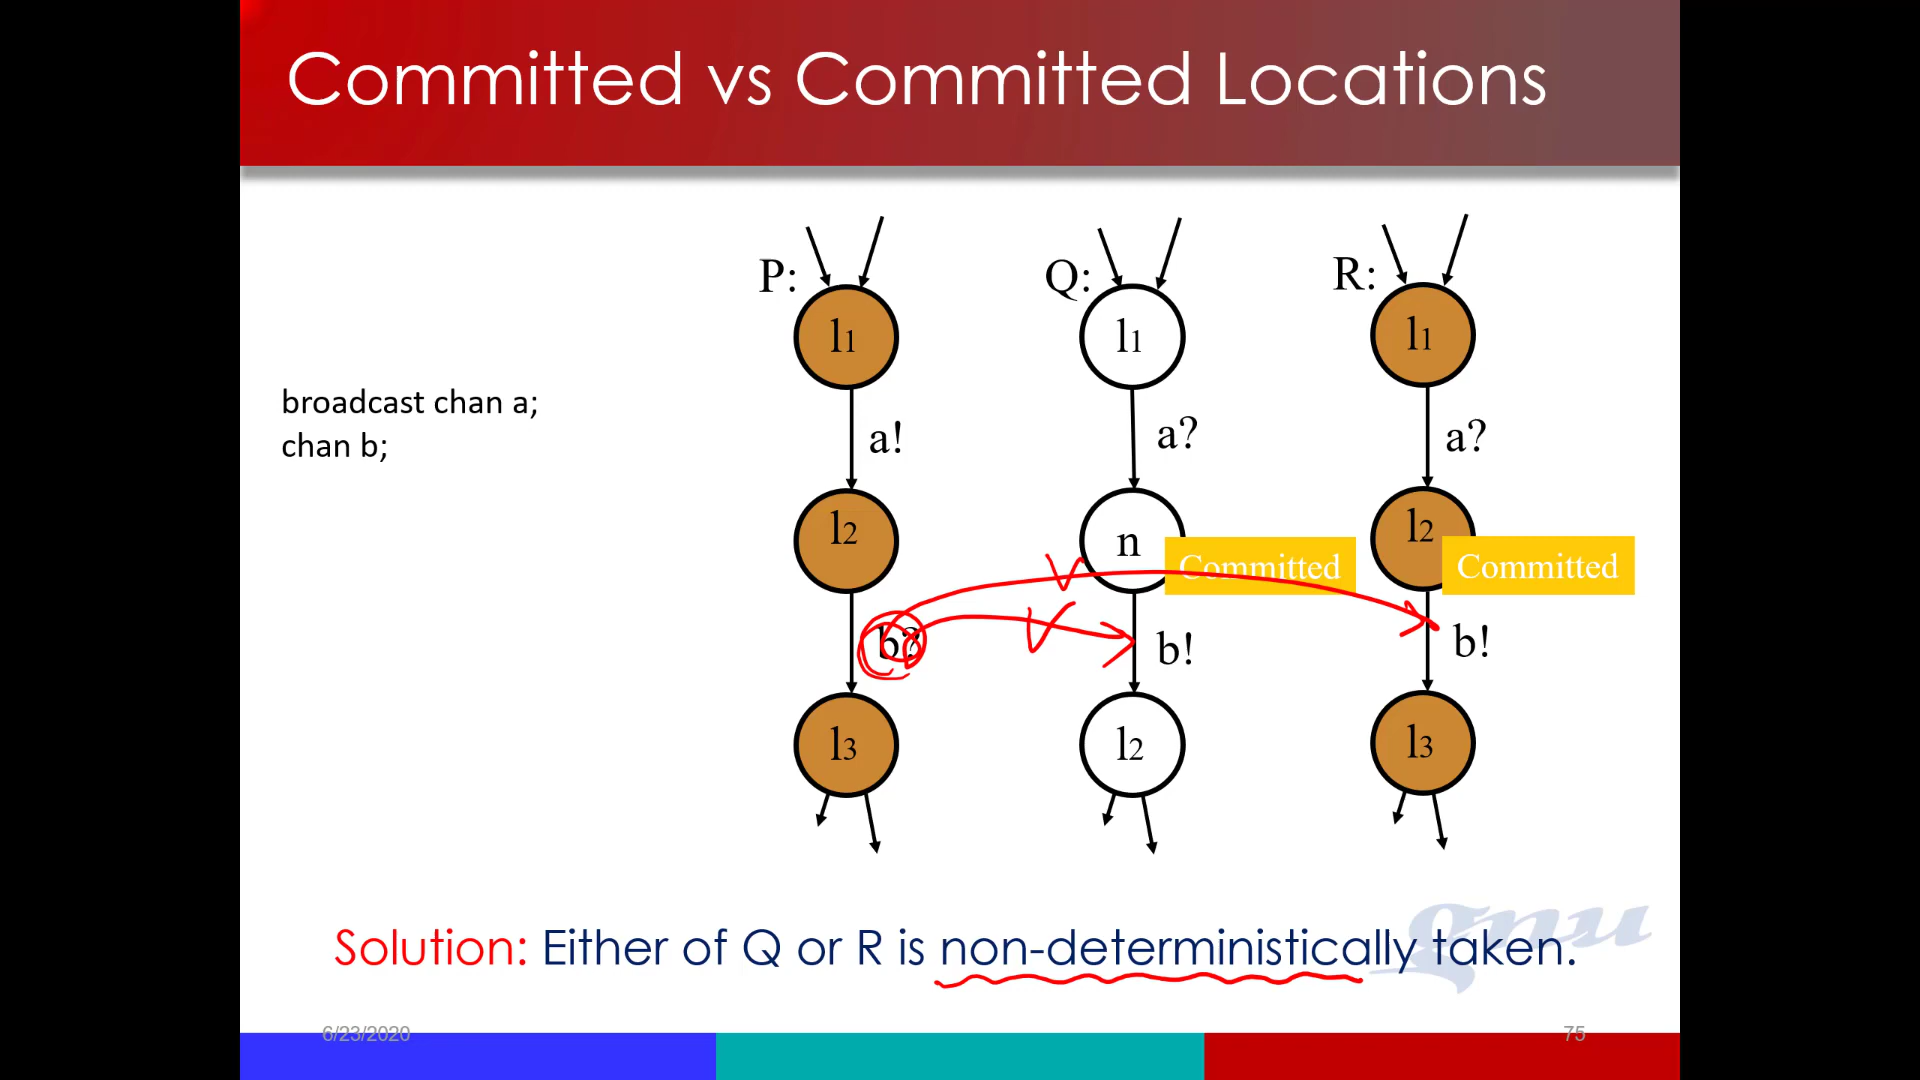 Committed vs Committed Locations
P:
Q:
R:
l1
l1
l1
broadcast chan a;
chan b;
a!
a?
a?
l2
n
l2
Committed
Committed
b?
b!
b!
l3
l2
l3
gnu
Solution: Either of Q or R is non-deterministically taken.
6/23/2020
75